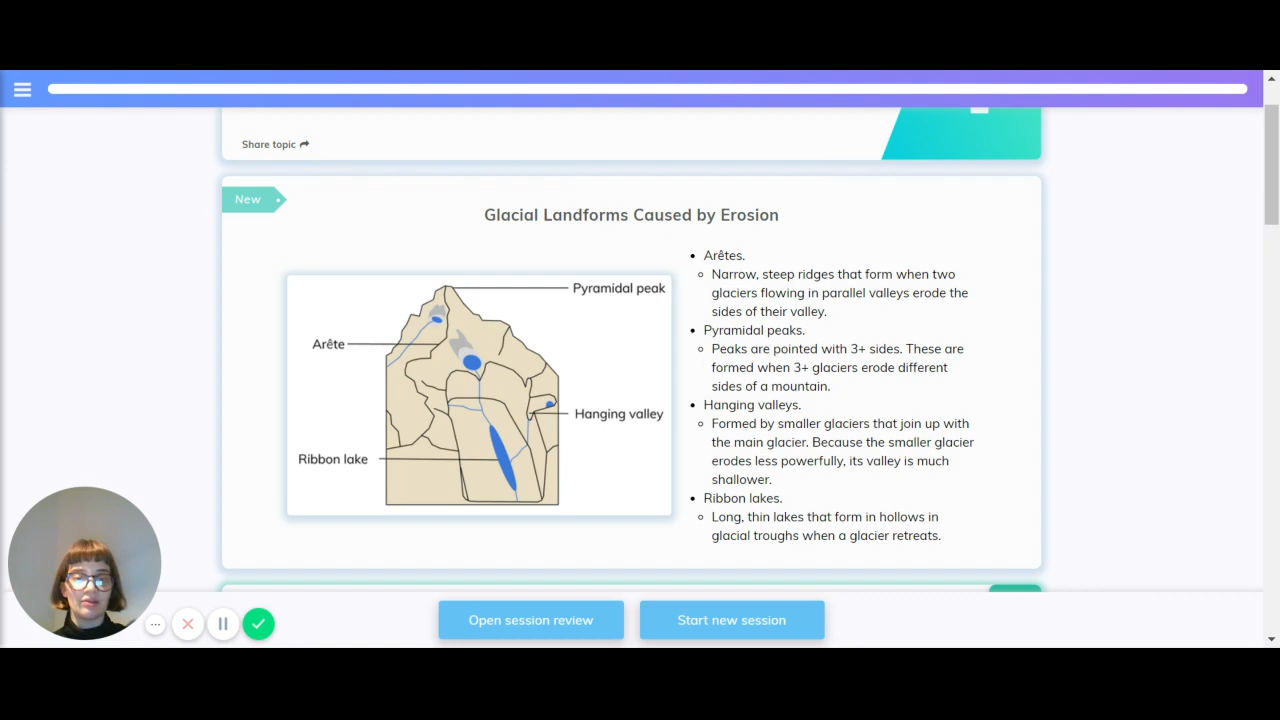 Share topic
New
Glacial Landforms Caused by Erosion
Pyramidal peak
Arête
Hanging valley
Ribbon lake
• Arêtes.
Narrow, steep ridges that form when two
glaciers flowing in parallel valleys erode the
sides of their valley.
• Pyramidal peaks.
Peaks are pointed with 3+ sides. These are
formed when 3+ glaciers erode different
sides of a mountain.
• Hanging valleys.
Formed by smaller glaciers that join up with
the main glacier. Because the smaller glacier
erodes less powerfully, its valley is much
shallower.
• Ribbon lakes.
Long, thin lakes that form in hollows in
glacial troughs when a glacier retreats.
Open session review
Start new session